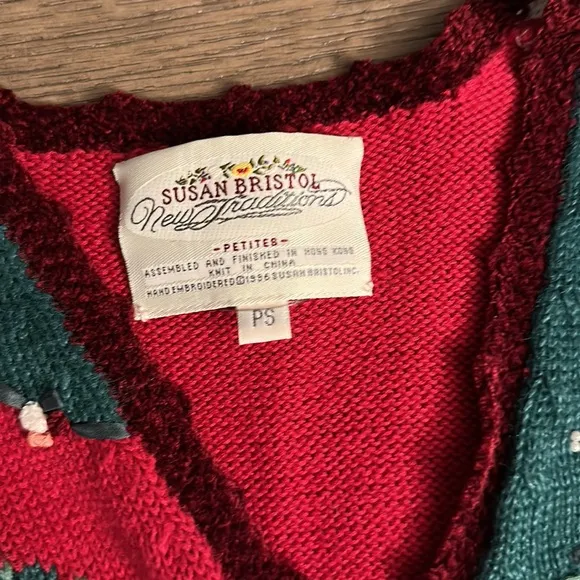 SUSAN BRISTOL
New Traditions
-PETITES-
ASSEMBLED AND FINISHED IN HONG KONG
KNIT IN CHINA
HAND EMBROIDERED ©1996 SUSAN BRISTOL INC.
PS